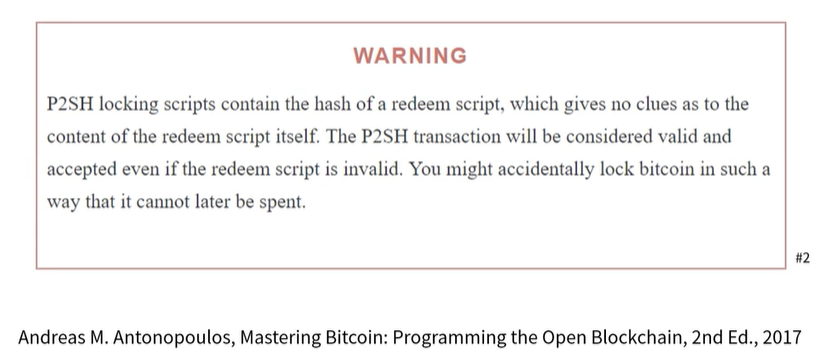 WARNING
P2SH locking scripts contain the hash of a redeem script, which gives no clues as to the
content of the redeem script itself. The P2SH transaction will be considered valid and
accepted even if the redeem script is invalid. You might accidentally lock bitcoin in such a
way that it cannot later be spent.
#2
Andreas M. Antonopoulos, Mastering Bitcoin: Programming the Open Blockchain, 2nd Ed., 2017